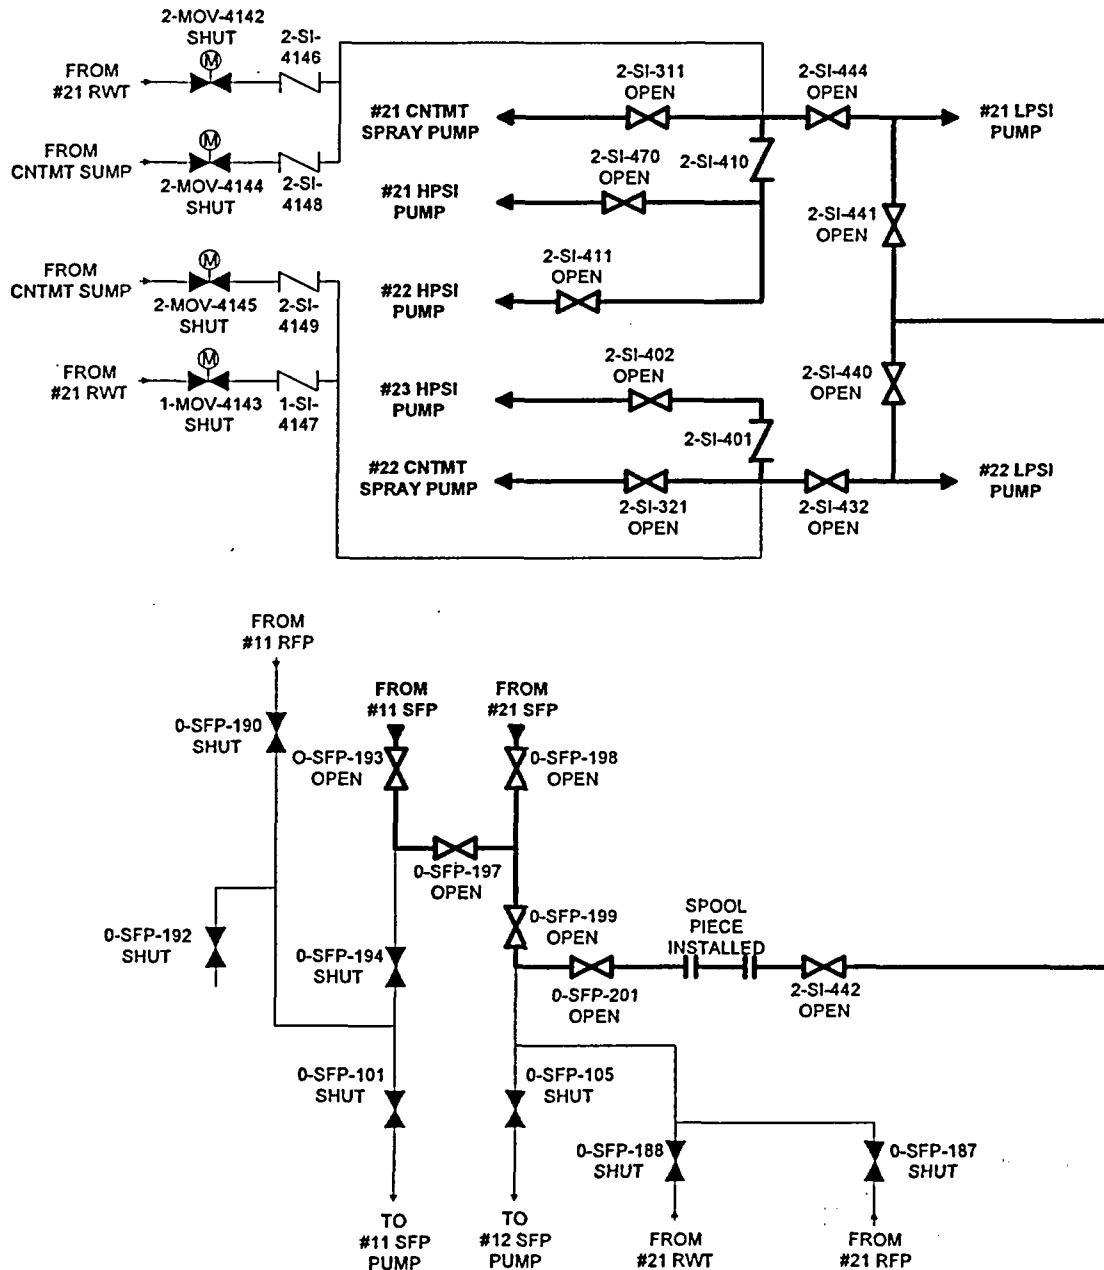 2-MOV-4142
SHUT
2-SI-
4146
FROM
#21 RWT
M
2-SI-311
OPEN
2-SI-444
OPEN
#21 CNTMT
SPRAY PUMP
#21 LPSI
PUMP
FROM
CNTMT SUMP
M
2-MOV-4144
SHUT
2-SI-
4148
2-SI-470
OPEN
2-SI-410
#21 HPSI
PUMP
2-SI-441
OPEN
2-SI-411
OPEN
FROM
CNTMT SUMP
M
2-MOV-4145
SHUT
2-SI-
4149
#22 HPSI
PUMP
2-SI-402
OPEN
2-SI-440
OPEN
FROM
#21 RWT
M
1-MOV-4143
SHUT
1-SI-
4147
#23 HPSI
PUMP
2-SI-401
#22 CNTMT
SPRAY PUMP
2-SI-321
OPEN
2-SI-432
OPEN
#22 LPSI
PUMP
FROM
#11 RFP
FROM
#11 SFP
FROM
#21 SFP
0-SFP-190
SHUT
O-SFP-193
OPEN
0-SFP-198
OPEN
0-SFP-197
OPEN
0-SFP-199
OPEN
SPOOL
PIECE
INSTALLED
0-SFP-192
SHUT
0-SFP-194
SHUT
0-SFP-201
OPEN
2-SI-442
OPEN
0-SFP-101
SHUT
0-SFP-105
SHUT
0-SFP-188
SHUT
0-SFP-187
SHUT
TO
#11 SFP
PUMP
TO
#12 SFP
PUMP
FROM
#21 RWT
FROM
#21 RFP